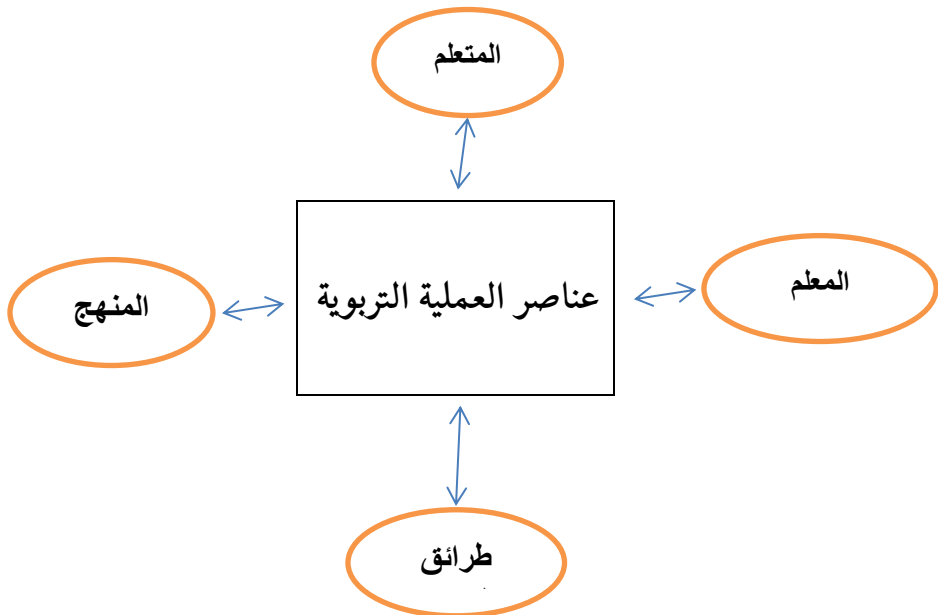 المتعلم
المعلم
عناصر العملية التربوية
المنهج
طرائق